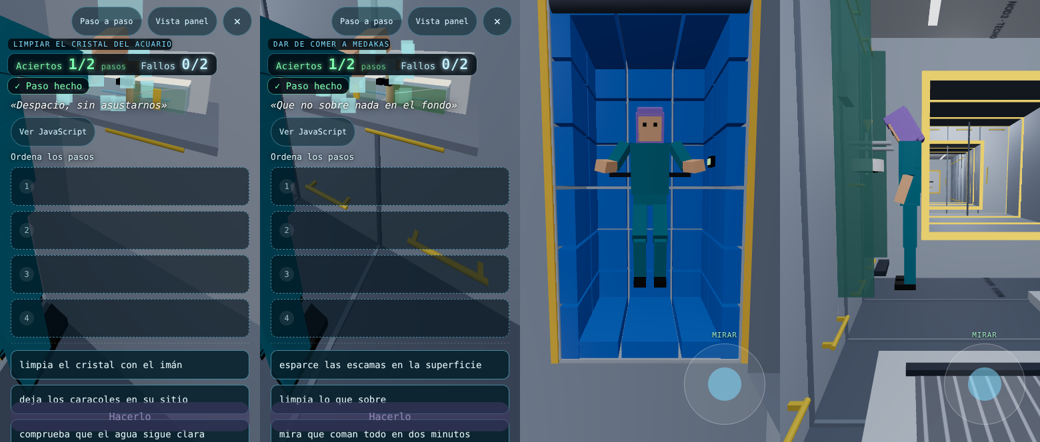 Paso a paso
Vista panel
×
LIMPIAR EL CRISTAL DEL ACUARIO
Aciertos 1/2 pasos Fallos 0/2
✓ Paso hecho
«Despacio, sin asustarnos»
Ver JavaScript
Ordena los pasos
1
2
3
4
limpia el cristal con el imán
deja los caracoles en su sitio
Hacerlo
comprueba que el agua sigue clara
Paso a paso
Vista panel
×
DAR DE COMER A MEDAKAS
Aciertos 1/2 pasos Fallos 0/2
✓ Paso hecho
«Que no sobre nada en el fondo»
Ver JavaScript
Ordena los pasos
1
2
3
4
esparce las escamas en la superficie
limpia lo que sobre
Hacerlo
mira que coman todo en dos minutos
MIRAR
MIRAR